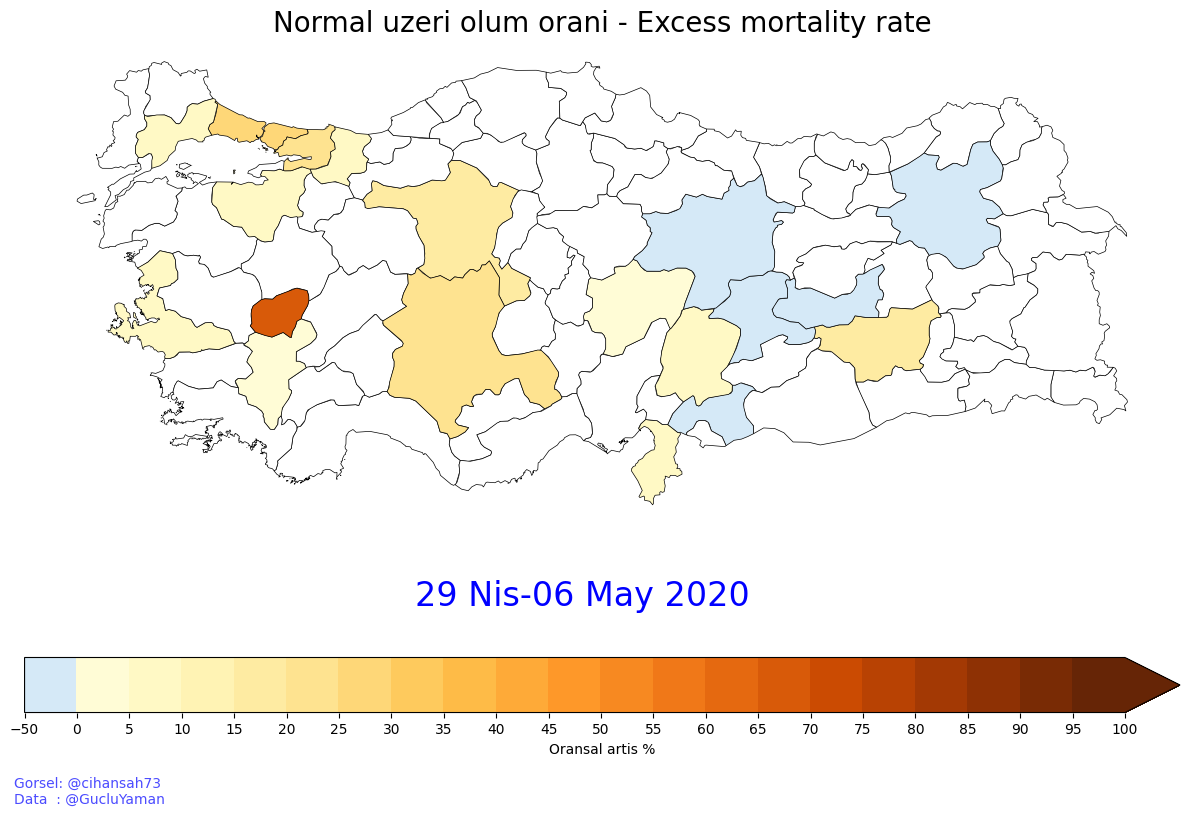 Normal uzeri olum orani - Excess mortality rate
29 Nis-06 May 2020
−50 0 5 10 15 20 25 30 35 40 45 50 55 60 65 70 75 80 85 90 95 100
Oransal artis %
Gorsel: @cihansah73
Data  : @GucluYaman